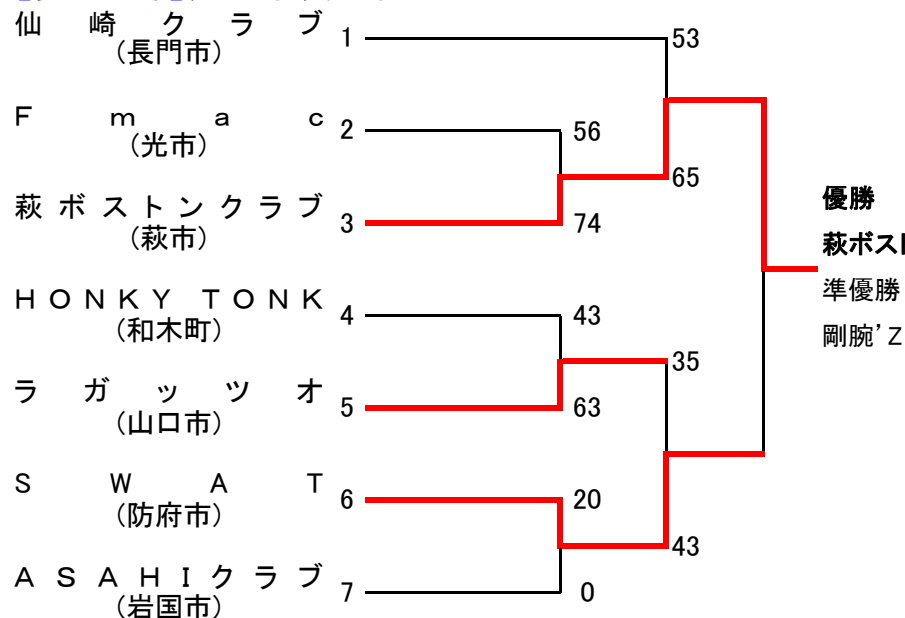 仙崎クラブ
(長門市)
1
53
Fmac
(光市)
2
56
65
萩ボストンクラブ
(萩市)
3
74
優勝
萩ボスト
準優勝
剛腕'Z
HONKY TONK
(和木町)
4
43
35
ラガッツオ
(山口市)
5
63
SWAT
(防府市)
6
20
43
ASAHIクラブ
(岩国市)
7
0